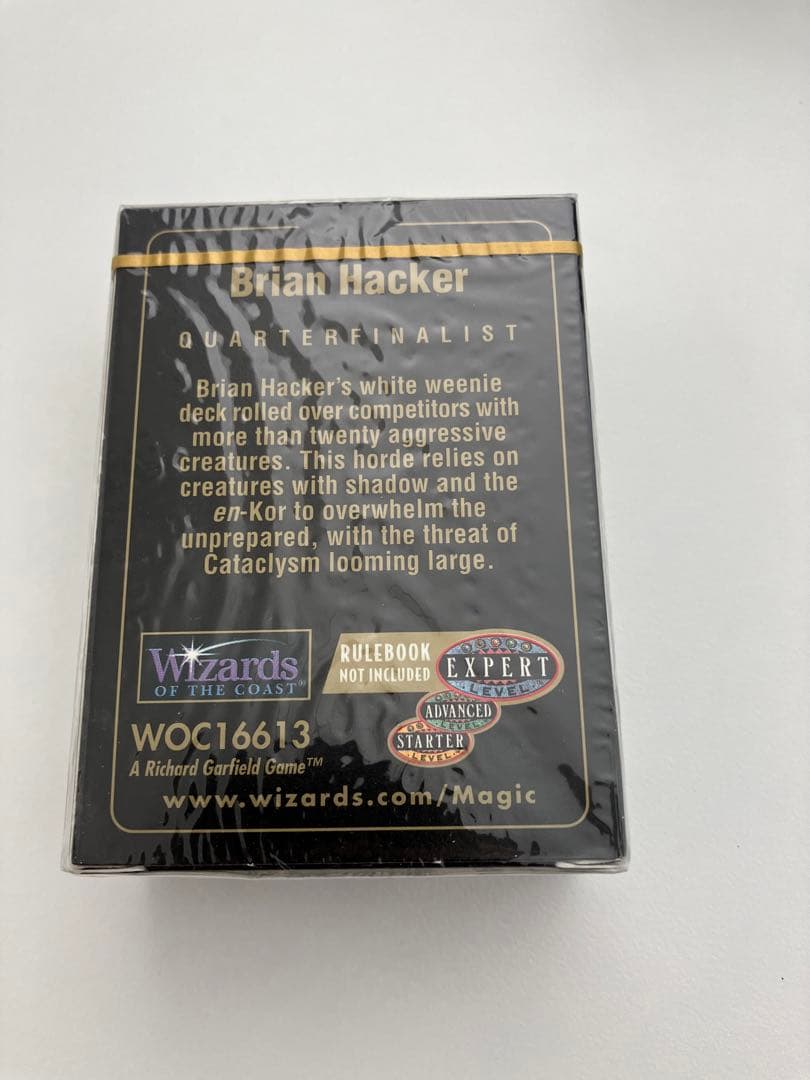 Brian Hacker
QUARTERFINALIST
Brian Hacker's white weenie
deck rolled over competitors with
more than twenty aggressive
creatures. This horde relies on
creatures with shadow and the
en-Kor to overwhelm the
unprepared, with the threat of
Cataclysm looming large.
Wizards
OF THE COAST®
RULEBOOK
NOT INCLUDED
EXPERT
LEVEL
ADVANCED
LEVEL
STARTER
LEVEL
WOC16613
A Richard Garfield Game™
www.wizards.com/Magic